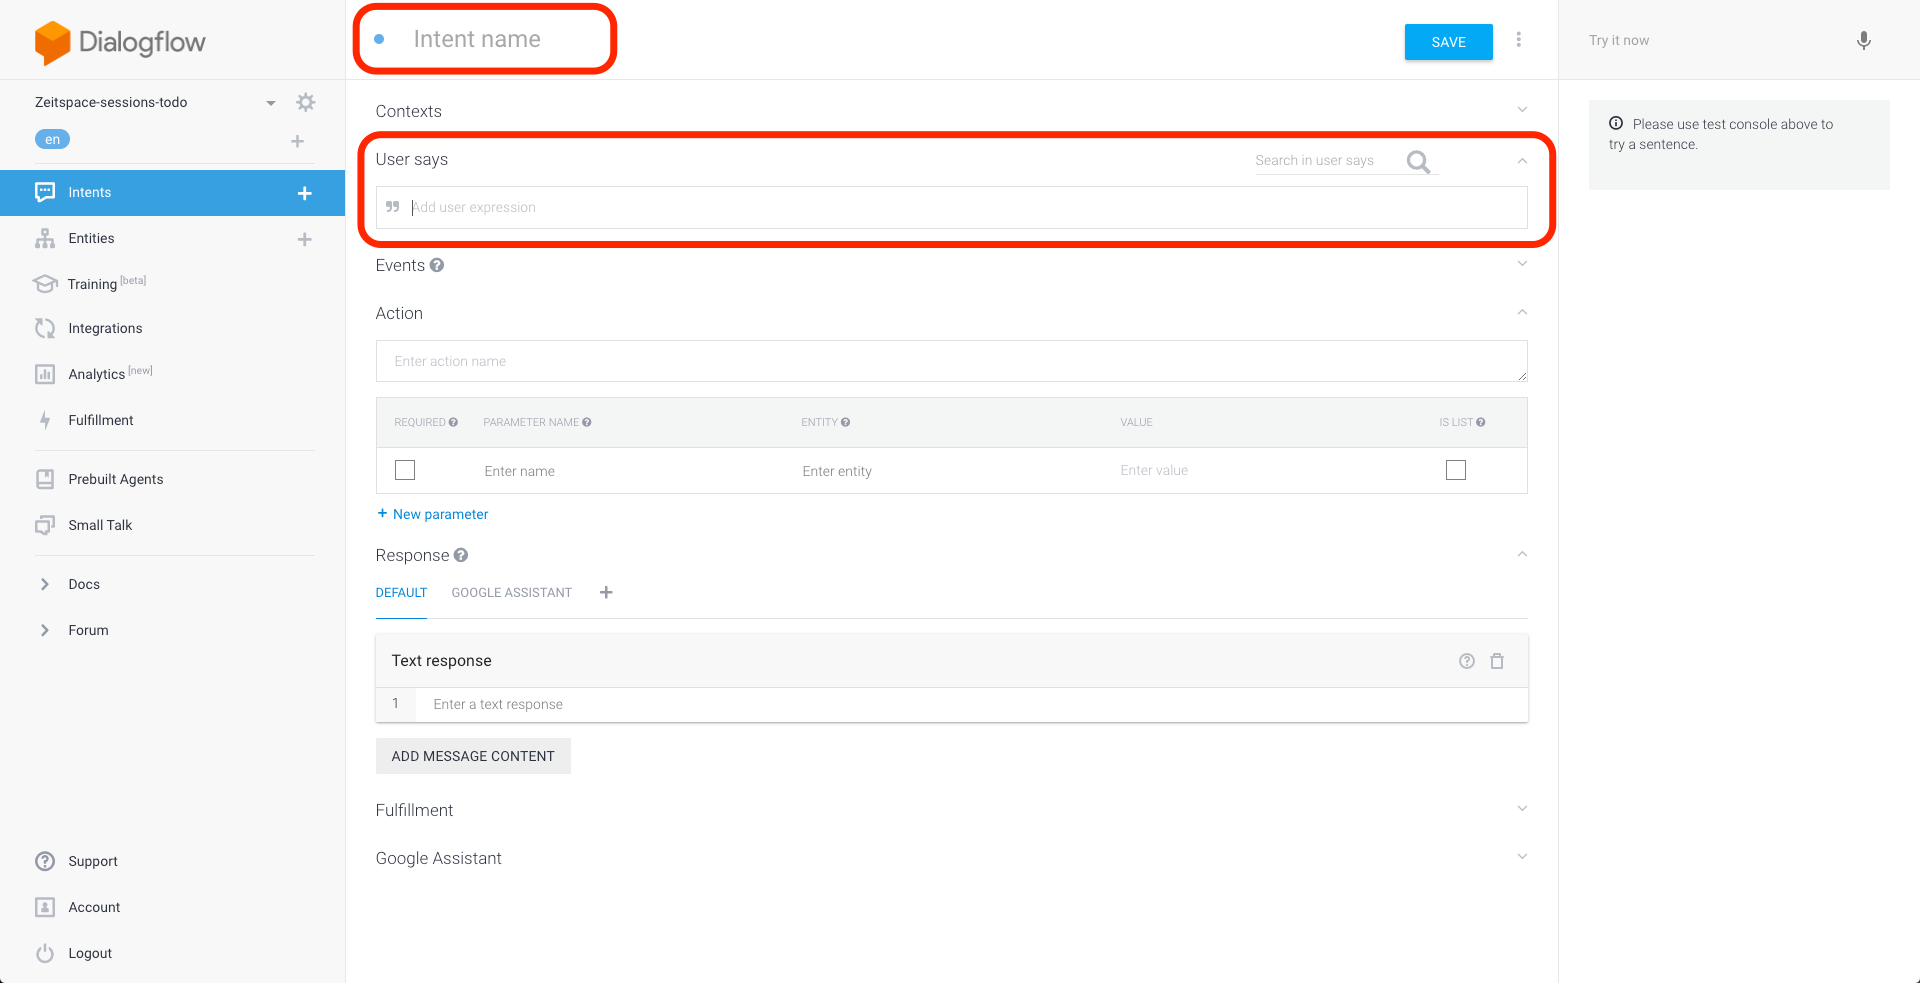 Dialogflow
Zeitspace-sessions-todo
en
Intents
Entities
Training [beta]
Integrations
Analytics [new]
Fulfillment
Prebuilt Agents
Small Talk
Docs
Forum
Support
Account
Logout
Intent name
SAVE
Contexts
User says
Search in user says
Add user expression
Events
Action
Enter action name
REQUIRED PARAMETER NAME ENTITY VALUE IS LIST
Enter name Enter entity Enter value
+ New parameter
Response
DEFAULT GOOGLE ASSISTANT +
Text response
1 Enter a text response
ADD MESSAGE CONTENT
Fulfillment
Google Assistant
Try it now
Please use test console above to
try a sentence.